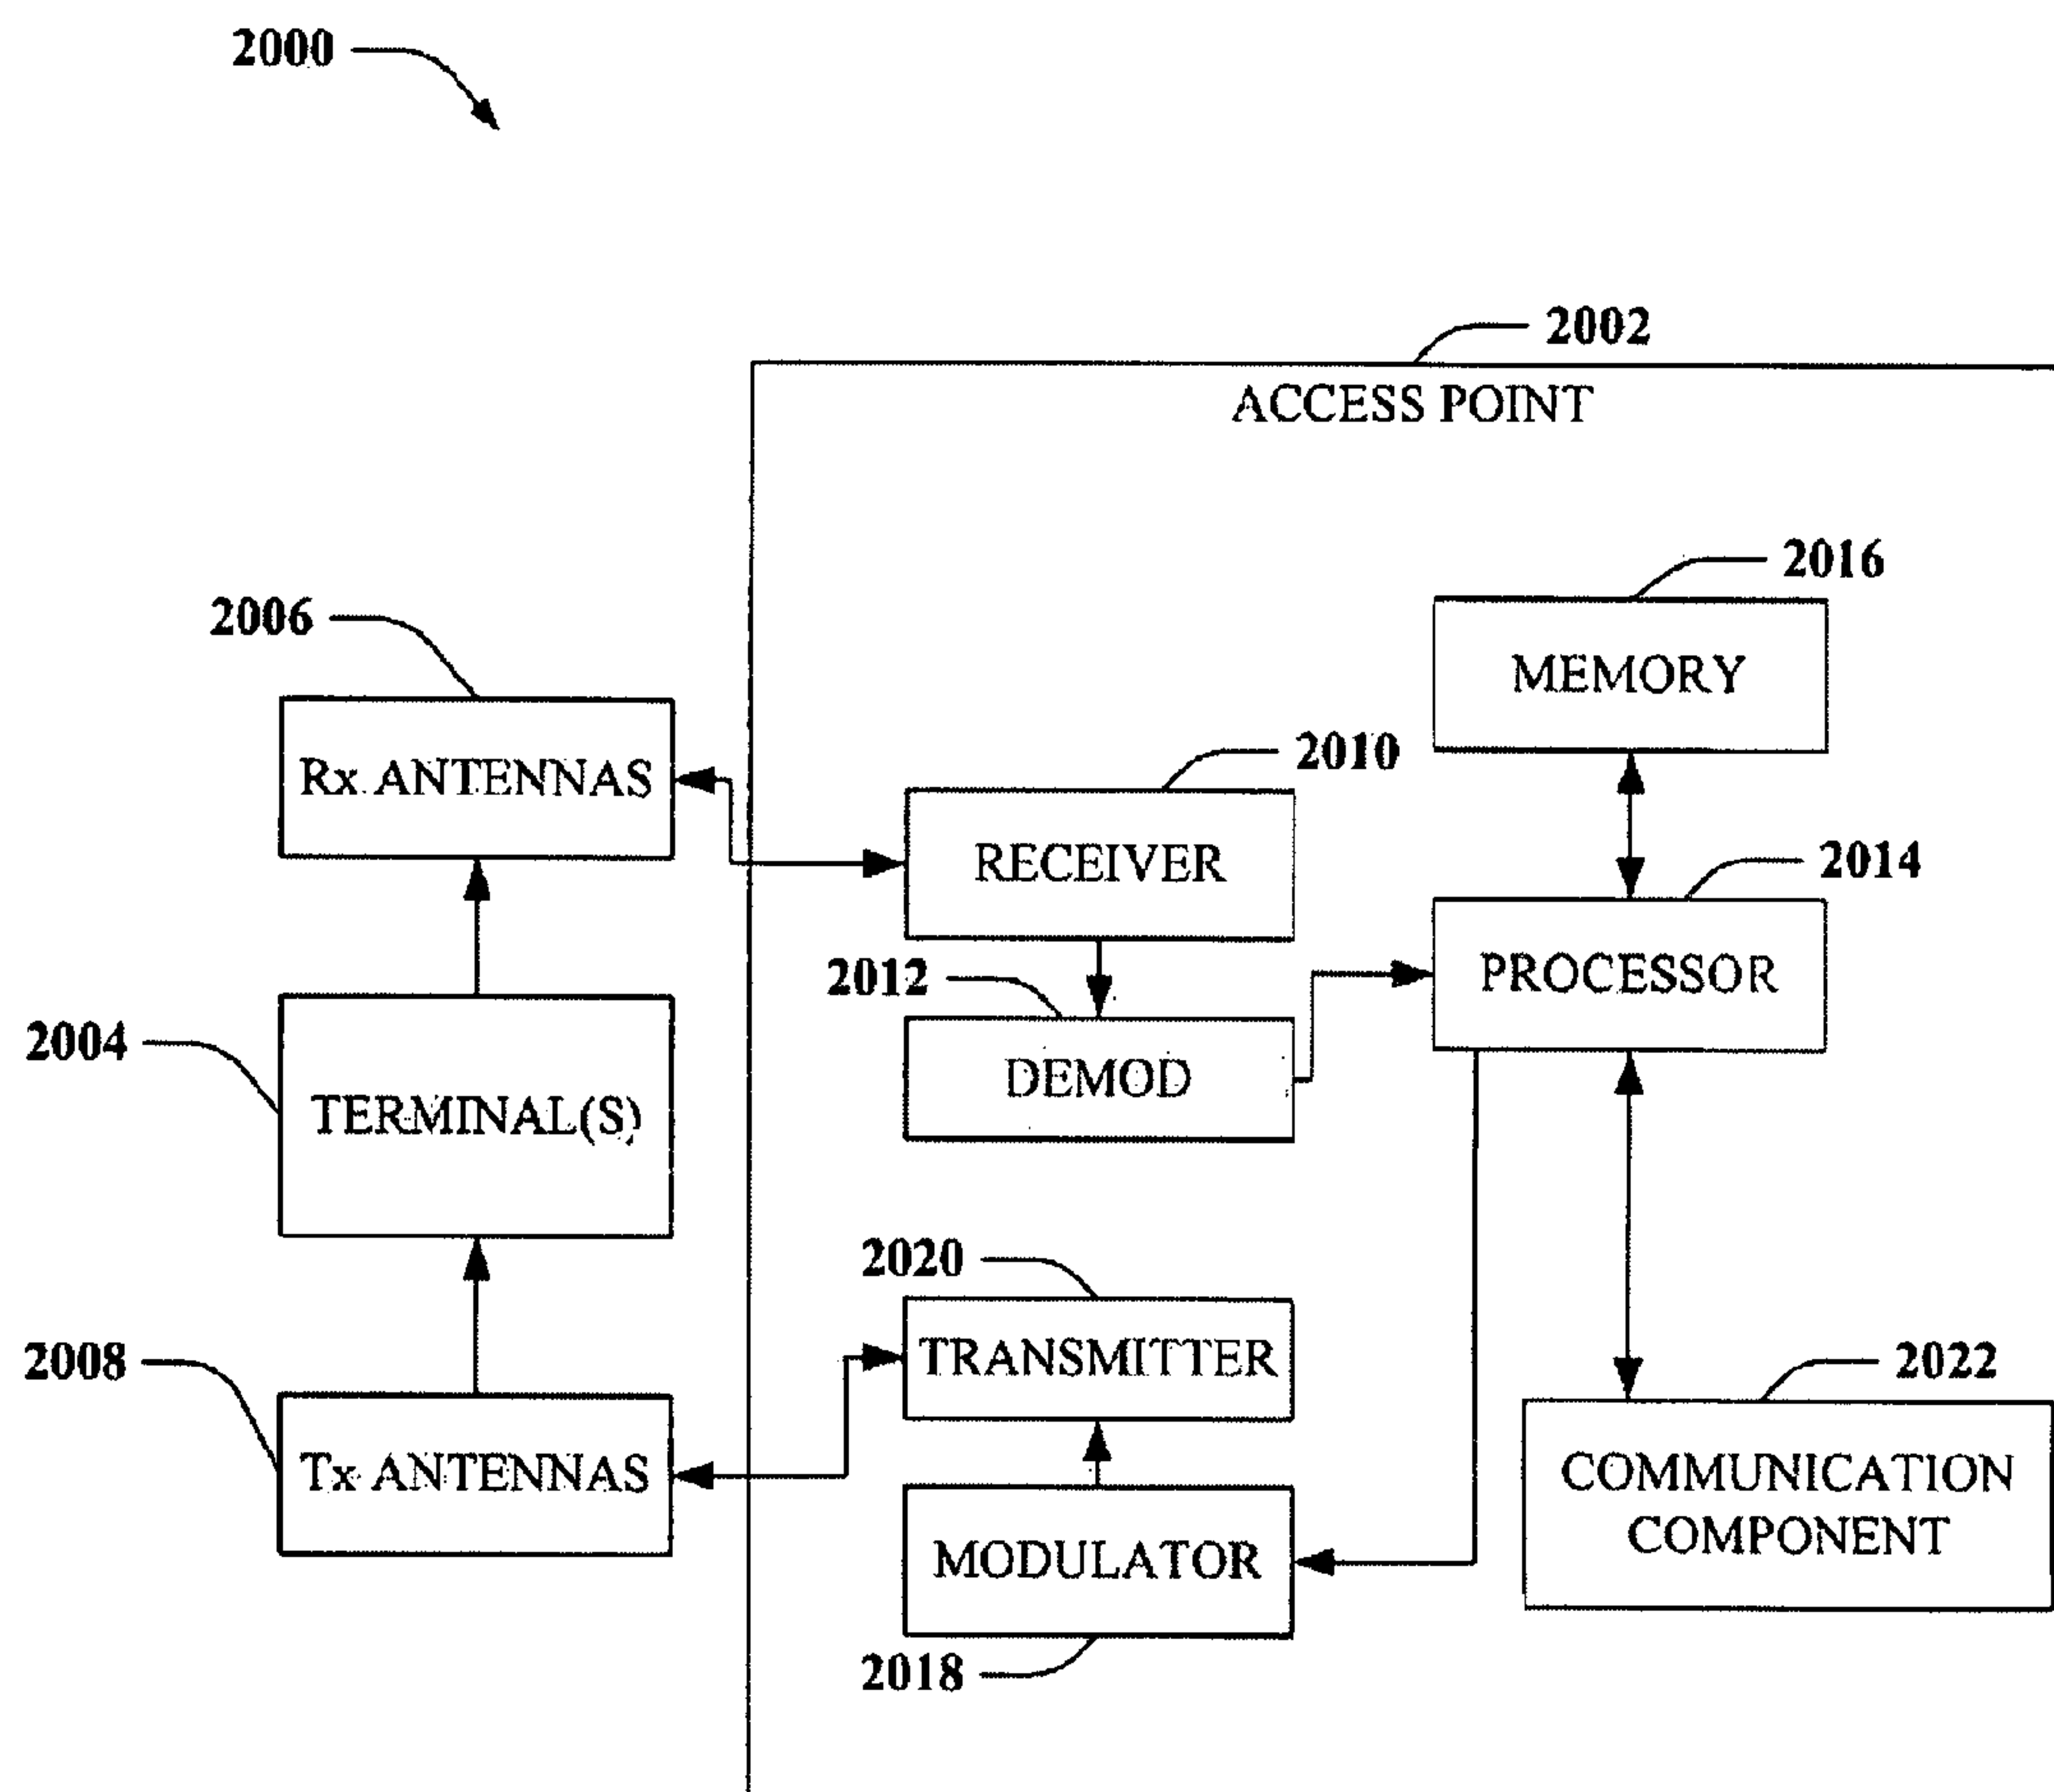 2000
2002
ACCESS POINT
2016
2006
MEMORY
2010
Rx ANTENNAS
RECEIVER
2014
2012
PROCESSOR
2004
DEMOD
TERMINAL(S)
2020
2008
TRANSMITTER
2022
Tx ANTENNAS
COMMUNICATION
COMPONENT
MODULATOR
2018